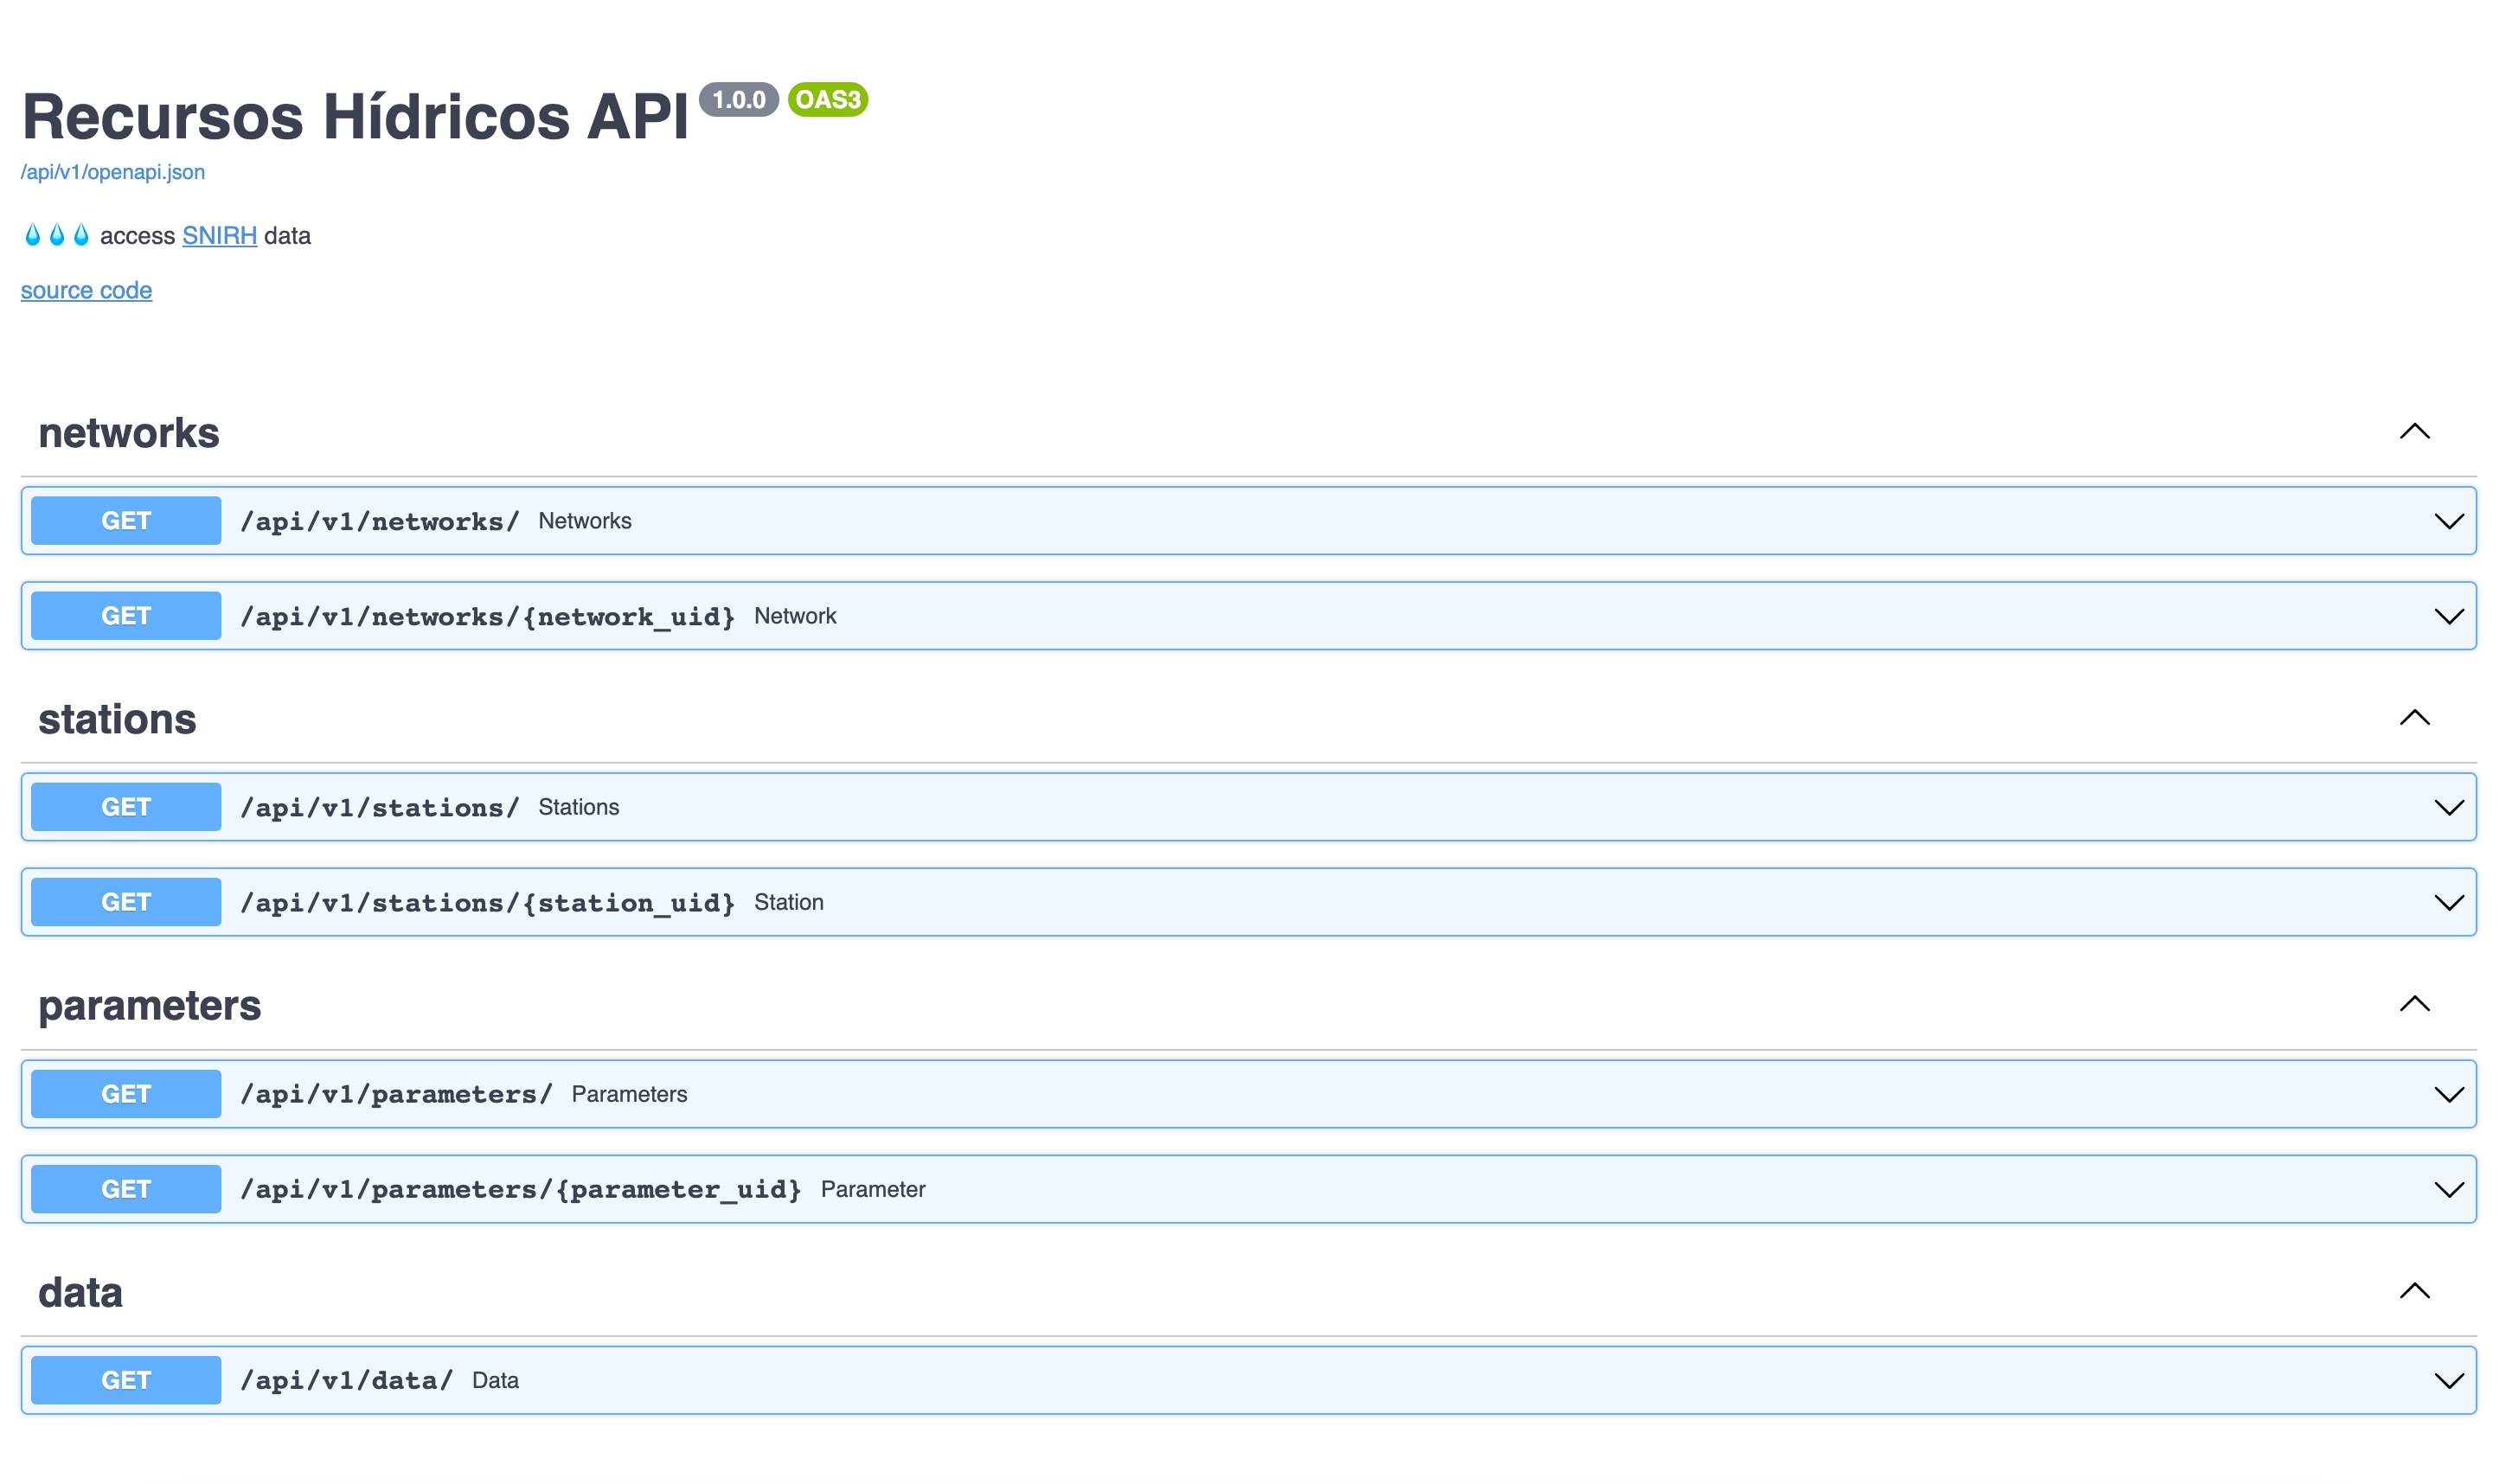 Recursos Hídricos API 1.0.0 OAS3
/api/v1/openapi.json
💧💧💧 access SNIRH data
source code
networks
GET /api/v1/networks/ Networks
GET /api/v1/networks/{network_uid} Network
stations
GET /api/v1/stations/ Stations
GET /api/v1/stations/{station_uid} Station
parameters
GET /api/v1/parameters/ Parameters
GET /api/v1/parameters/{parameter_uid} Parameter
data
GET /api/v1/data/ Data